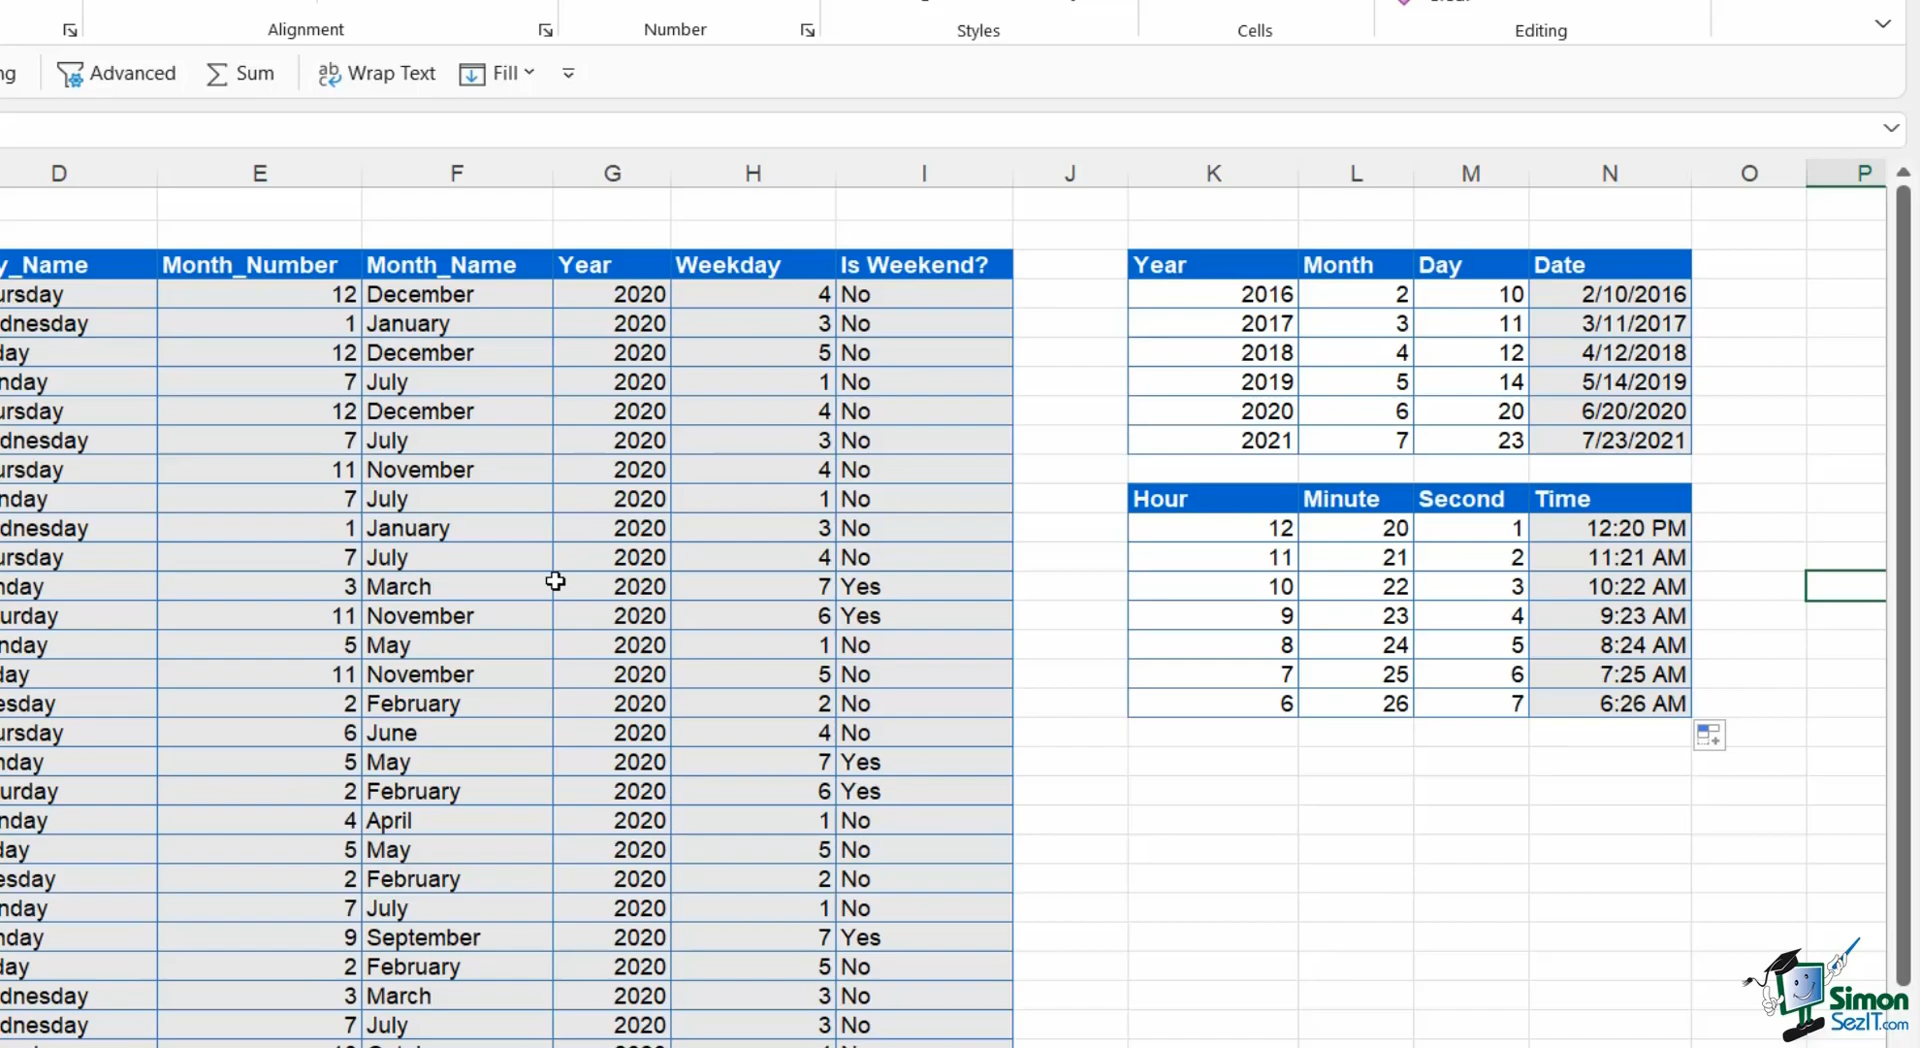 Alignment Number Styles Cells Editing
Advanced Sum Wrap Text Fill
D E F G H I J K L M N O P
y_Name Month_Number Month_Name Year Weekday Is Weekend? Year Month Day Date
ursday 12 December 2020 4 No 2016 2 10 2/10/2016
dnesday 1 January 2020 3 No 2017 3 11 3/11/2017
day 12 December 2020 5 No 2018 4 12 4/12/2018
nday 7 July 2020 1 No 2019 5 14 5/14/2019
ursday 12 December 2020 4 No 2020 6 20 6/20/2020
dnesday 7 July 2020 3 No 2021 7 23 7/23/2021
ursday 11 November 2020 4 No
nday 7 July 2020 1 No Hour Minute Second Time
dnesday 1 January 2020 3 No 12 20 1 12:20 PM
ursday 7 July 2020 4 No 11 21 2 11:21 AM
nday 3 March 2020 7 Yes 10 22 3 10:22 AM
urday 11 November 2020 6 Yes 9 23 4 9:23 AM
nday 5 May 2020 1 No 8 24 5 8:24 AM
day 11 November 2020 5 No 7 25 6 7:25 AM
esday 2 February 2020 2 No 6 26 7 6:26 AM
ursday 6 June 2020 4 No
nday 5 May 2020 7 Yes
urday 2 February 2020 6 Yes
nday 4 April 2020 1 No
day 5 May 2020 5 No
esday 2 February 2020 2 No
nday 7 July 2020 1 No
nday 9 September 2020 7 Yes
day 2 February 2020 5 No
dnesday 3 March 2020 3 No
dnesday 7 July 2020 3 No
Simon
SezIT.com